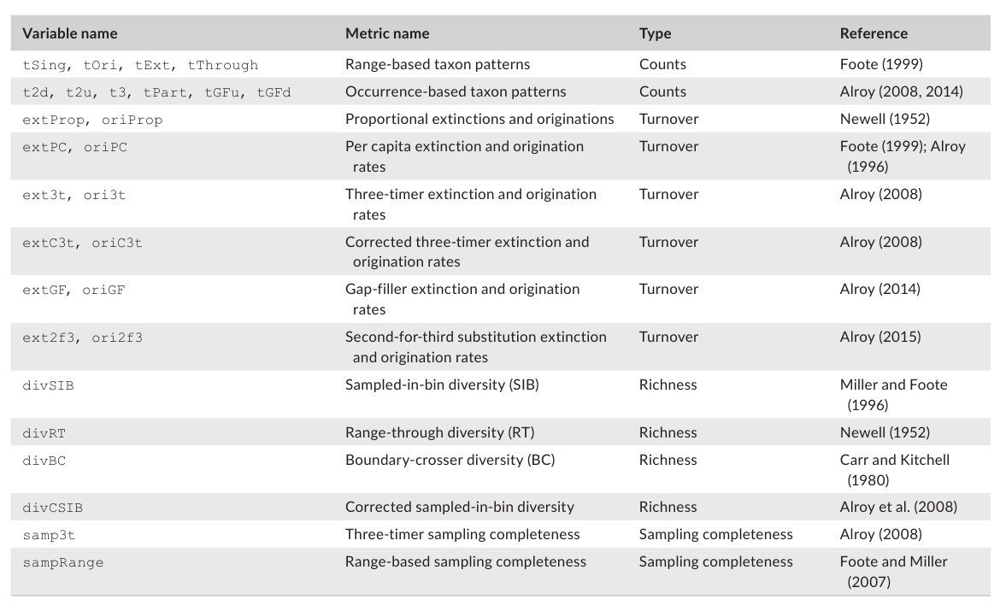 Variable name Metric name Type Reference
tSing, tOri, tExt, tThrough Range-based taxon patterns Counts Foote (1999)
t2d, t2u, t3, tPart, tGFu, tGFd Occurrence-based taxon patterns Counts Alroy (2008, 2014)
extProp, oriProp Proportional extinctions and originations Turnover Newell (1952)
extPC, oriPC Per capita extinction and origination Turnover Foote (1999); Alroy
rates (1996)
ext3t, ori3t Three-timer extinction and origination Turnover Alroy (2008)
rates
extC3t, oriC3t Corrected three-timer extinction and Turnover Alroy (2008)
origination rates
extGF, oriGF Gap-filler extinction and origination Turnover Alroy (2014)
rates
ext2f3, ori2f3 Second-for-third substitution extinction Turnover Alroy (2015)
and origination rates
divSIB Sampled-in-bin diversity (SIB) Richness Miller and Foote
(1996)
divRT Range-through diversity (RT) Richness Newell (1952)
divBC Boundary-crosser diversity (BC) Richness Carr and Kitchell
(1980)
divCSIB Corrected sampled-in-bin diversity Richness Alroy et al. (2008)
samp3t Three-timer sampling completeness Sampling completeness Alroy (2008)
sampRange Range-based sampling completeness Sampling completeness Foote and Miller
(2007)